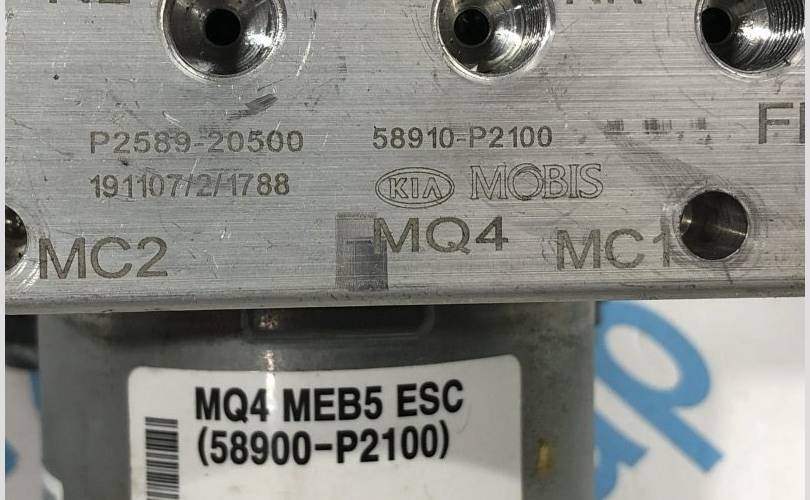 P2589-20500 58910-P2100
191107/2/1788 KIA MOBIS
MC2 MQ4 MC1
MQ4 MEB5 ESC
(58900-P2100)